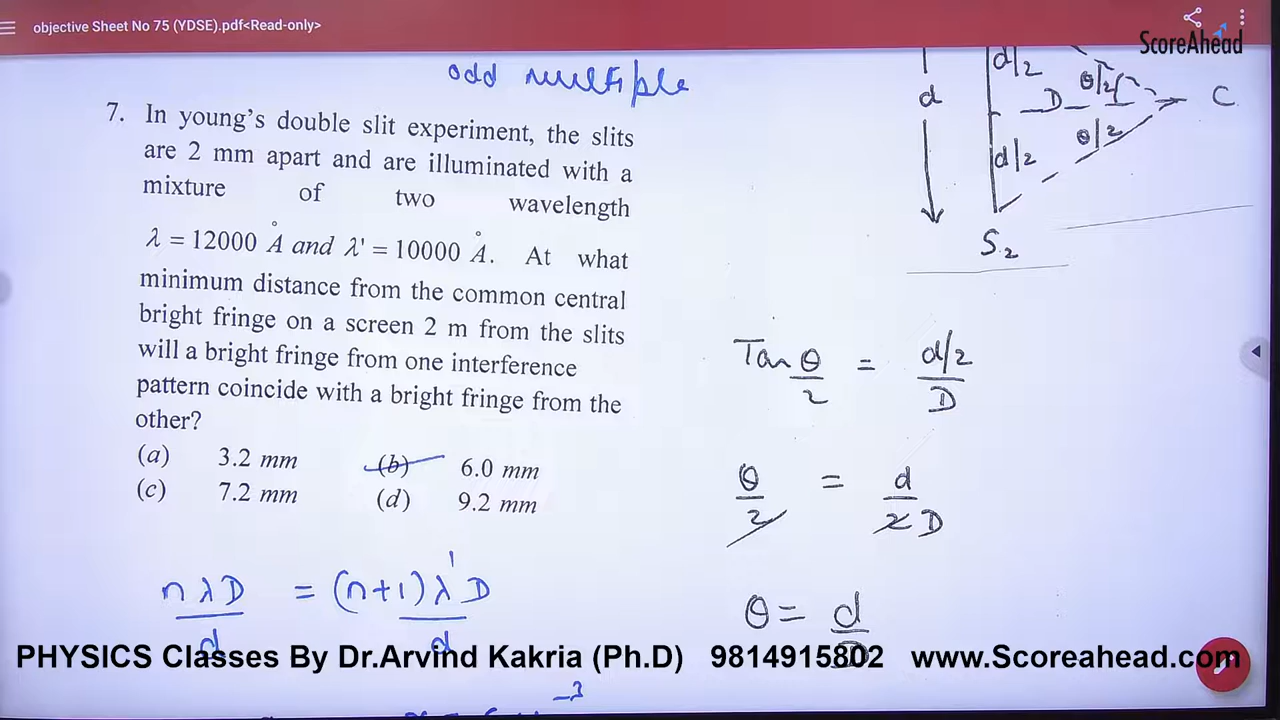 objective Sheet No 75 (YDSE).pdf<Read-only>
ScoreAhead
odd multiple
d/2
d
D
θ/2
C
θ/2
d/2
S2
7. In young's double slit experiment, the slits
are 2 mm apart and are illuminated with a
mixture of two wavelength
λ = 12000 Å and λ' = 10000 Å. At what
minimum distance from the common central
bright fringe on a screen 2 m from the slits
will a bright fringe from one interference
pattern coincide with a bright fringe from the
other?
(a) 3.2 mm (b) 6.0 mm
(c) 7.2 mm (d) 9.2 mm
Tan θ/2 = d/2 / D
θ/2 = d/2D
θ = d/D
nλD/d = (n+1)λ'D/d
PHYSICS Classes By Dr.Arvind Kakria (Ph.D) 9814915802 www.Scoreahead.com
-3